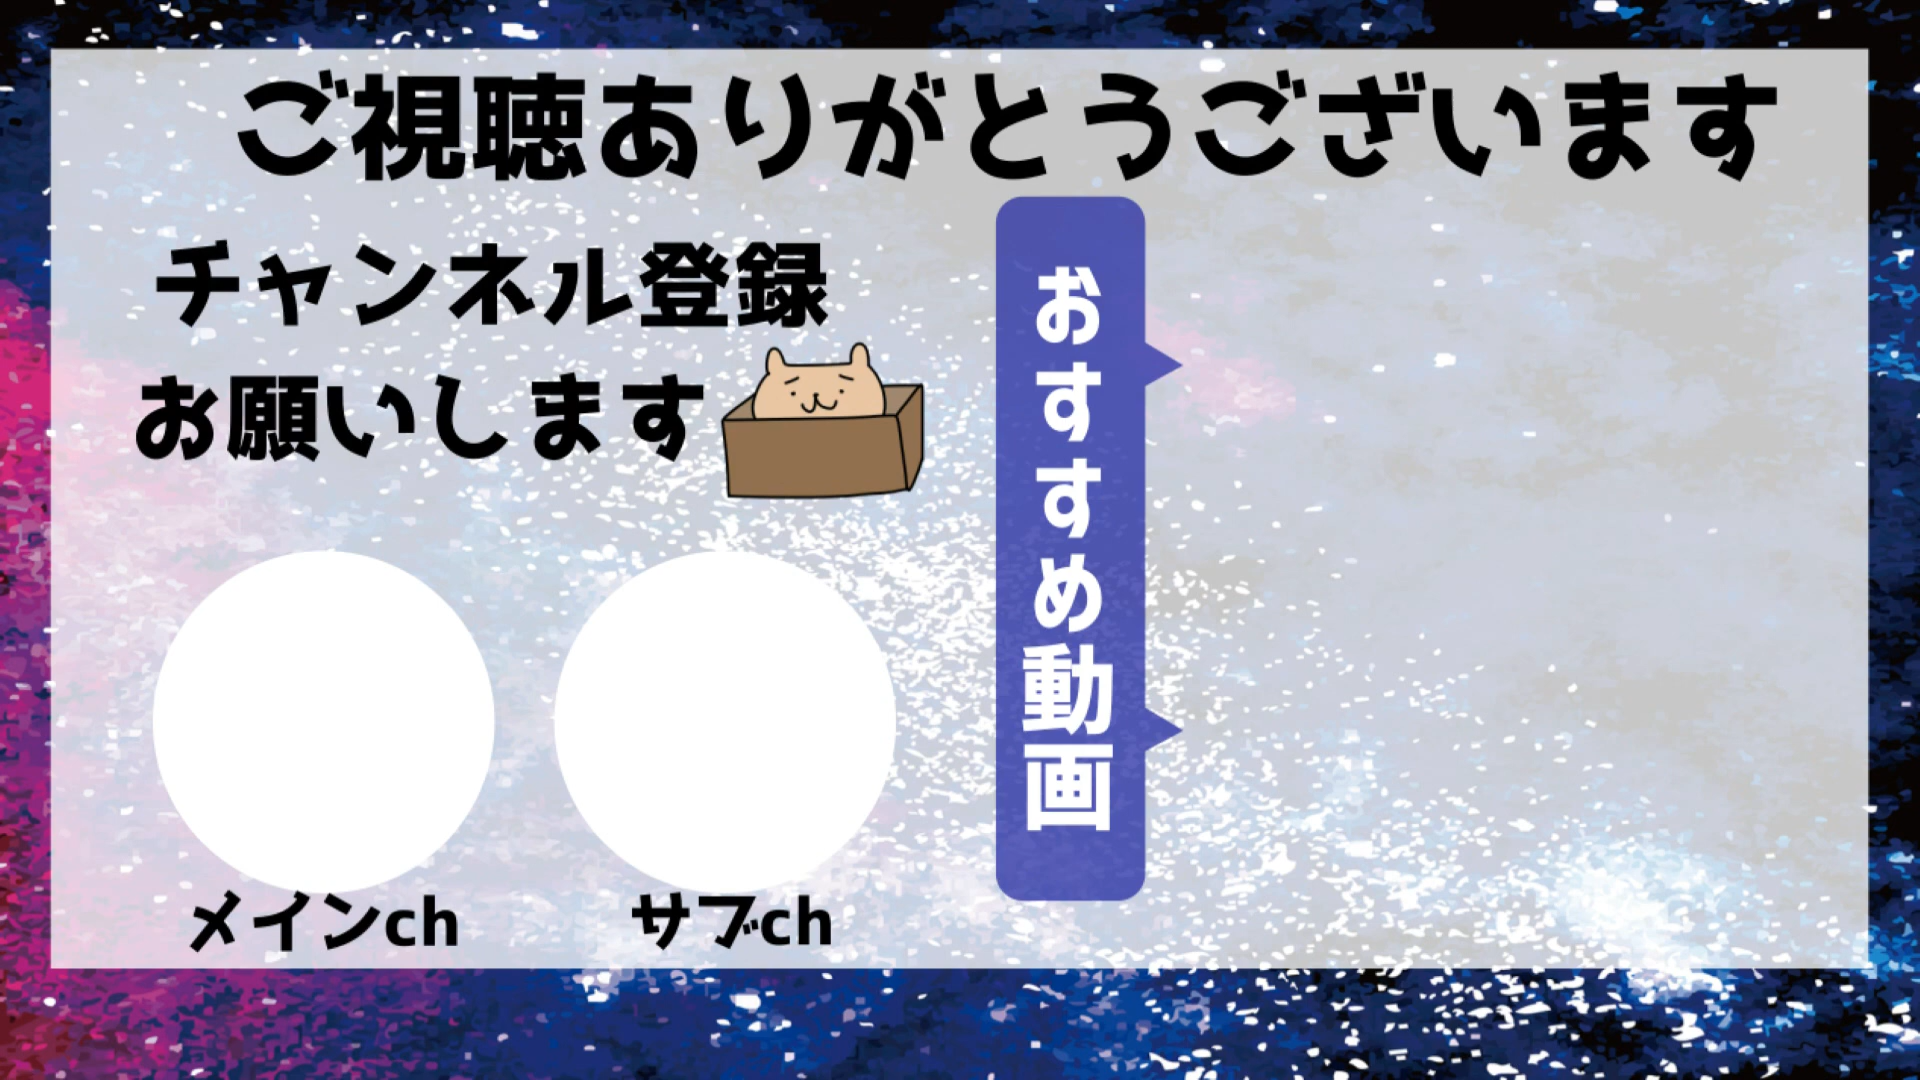 ご視聴ありがとうございます
チャンネル登録
お願いします
メインch
サブch
おすすめ動画